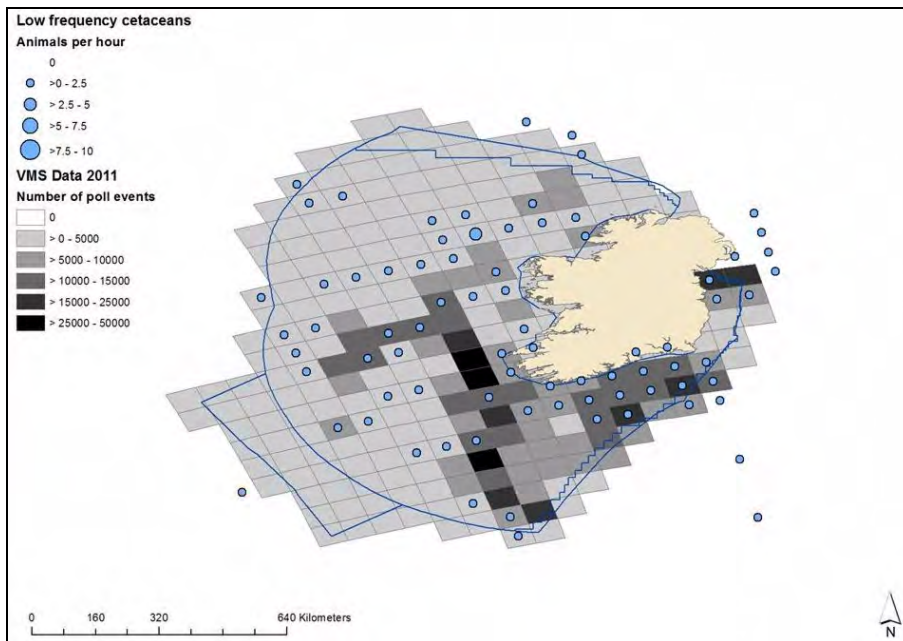 Low frequency cetaceans
Animals per hour
0
>0 - 2.5
> 2.5 - 5
>5 - 7.5
>7.5 - 10
VMS Data 2011
Number of poll events
0
> 0 - 5000
> 5000 - 10000
> 10000 - 15000
> 15000 - 25000
> 25000 - 50000
0 160 320 640 Kilometers
N